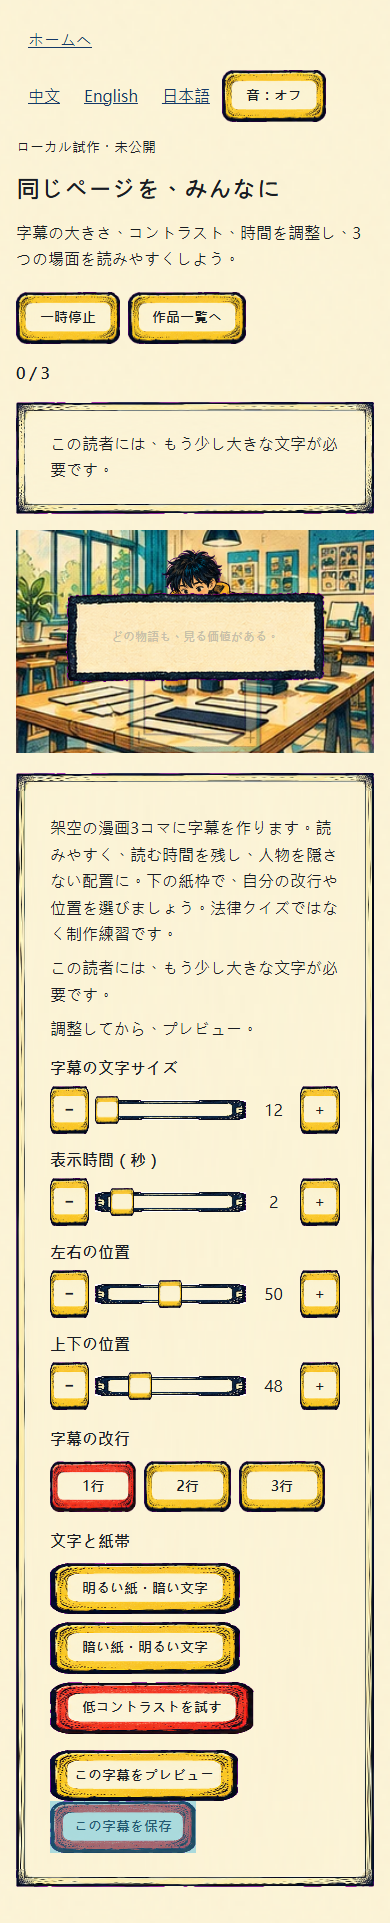 ホームへ
中文 English 日本語 音：オフ
ローカル試作・未公開
同じページを、みんなに
字幕の大きさ、コントラスト、時間を調整し、3
つの場面を読みやすくしよう。
一時停止 作品一覧へ
0 / 3
この読者には、もう少し大きな文字が必
要です。
どの物語も、見る価値がある。
架空の漫画3コマに字幕を作ります。読
みやすく、読む時間を残し、人物を隠さ
ない配置に。下の紙枠で、自分の改行や
位置を選びましょう。法律クイズではな
く制作練習です。
この読者には、もう少し大きな文字が必
要です。
調整してから、プレビュー。
字幕の文字サイズ
− 12 +
表示時間（秒）
− 2 +
左右の位置
− 50 +
上下の位置
− 48 +
字幕の改行
1行 2行 3行
文字と紙帯
明るい紙・暗い文字
暗い紙・明るい文字
低コントラストを試す
この字幕をプレビュー
この字幕を保存